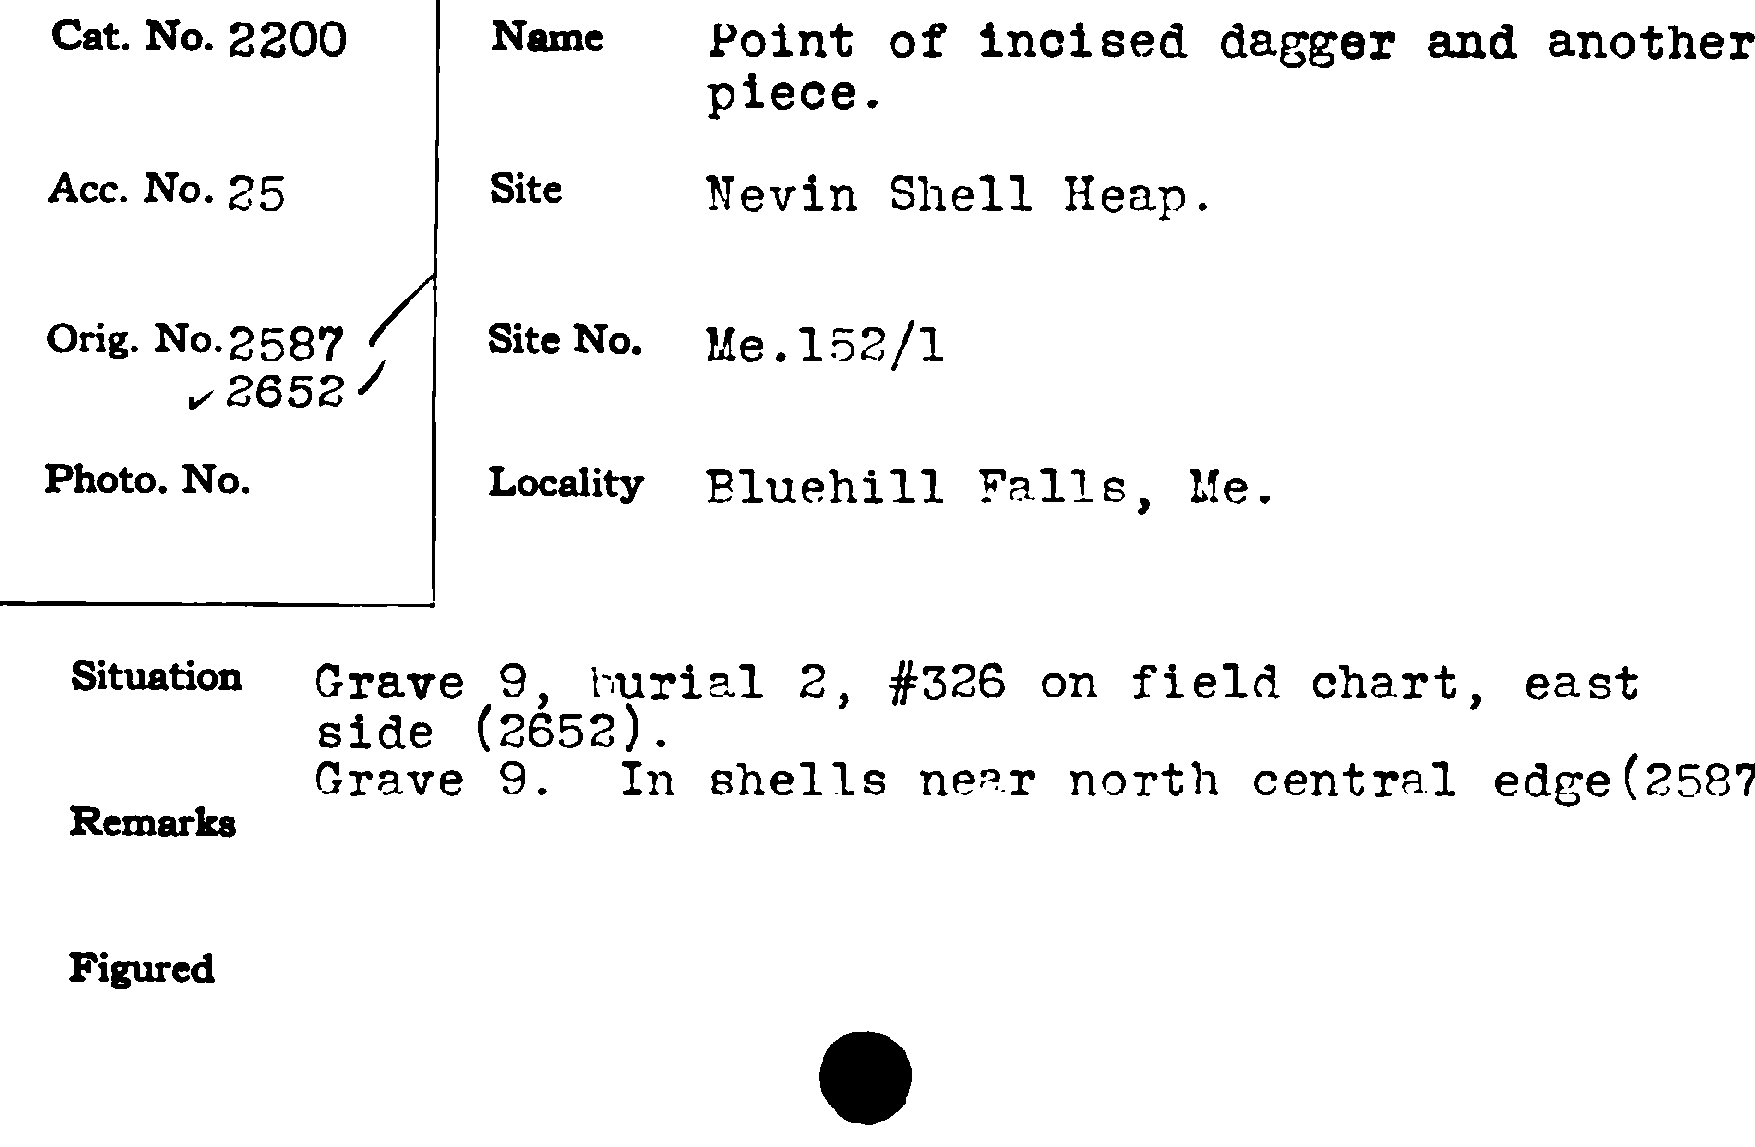 Cat. No. 2200
Name Point of incised dagger and another
piece.
Acc. No. 25
Site Nevin Shell Heap.
Orig. No. 2587
2652
Site No. Me.152/1
Photo. No.
Locality Bluehill Falls, Me.
Situation Grave 9, burial 2, #326 on field chart, east
side (2652).
Grave 9. In shells near north central edge(2587
Remarks
Figured